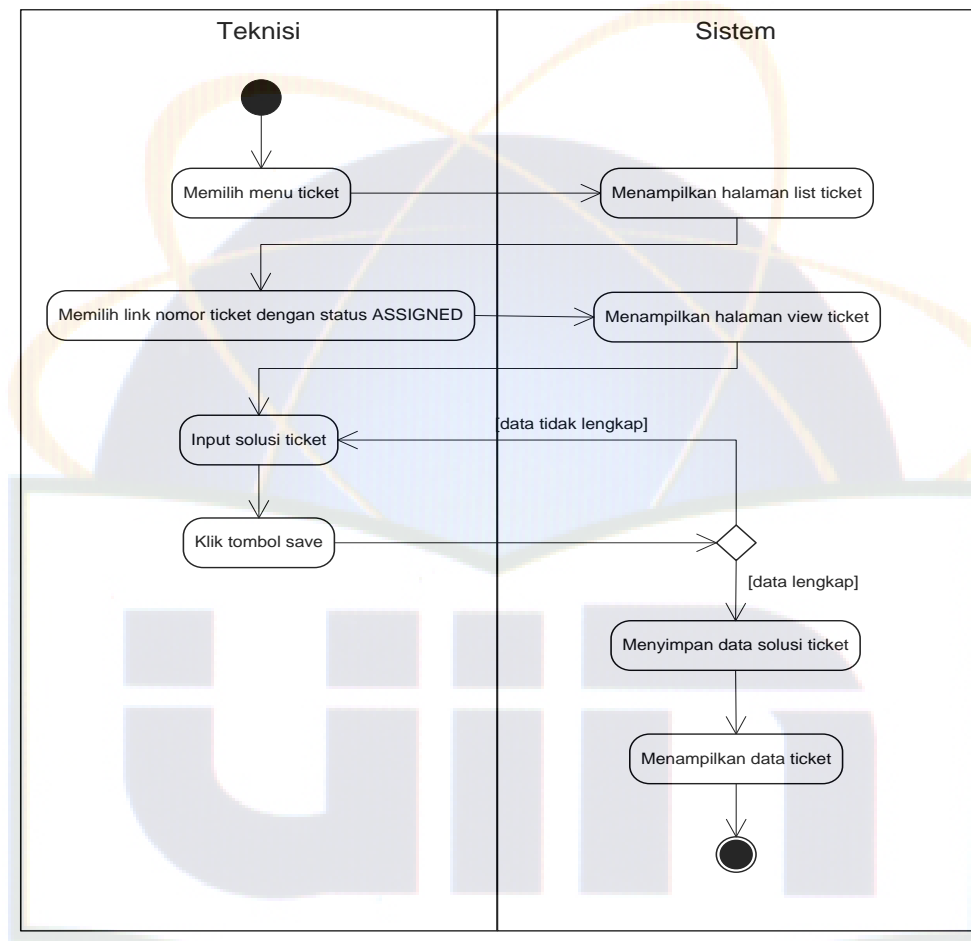 Teknisi
Sistem
Memilih menu ticket
Menampilkan halaman list ticket
Memilih link nomor ticket dengan status ASSIGNED
Menampilkan halaman view ticket
[data tidak lengkap]
Input solusi ticket
Klik tombol save
[data lengkap]
Menyimpan data solusi ticket
Menampilkan data ticket
uin